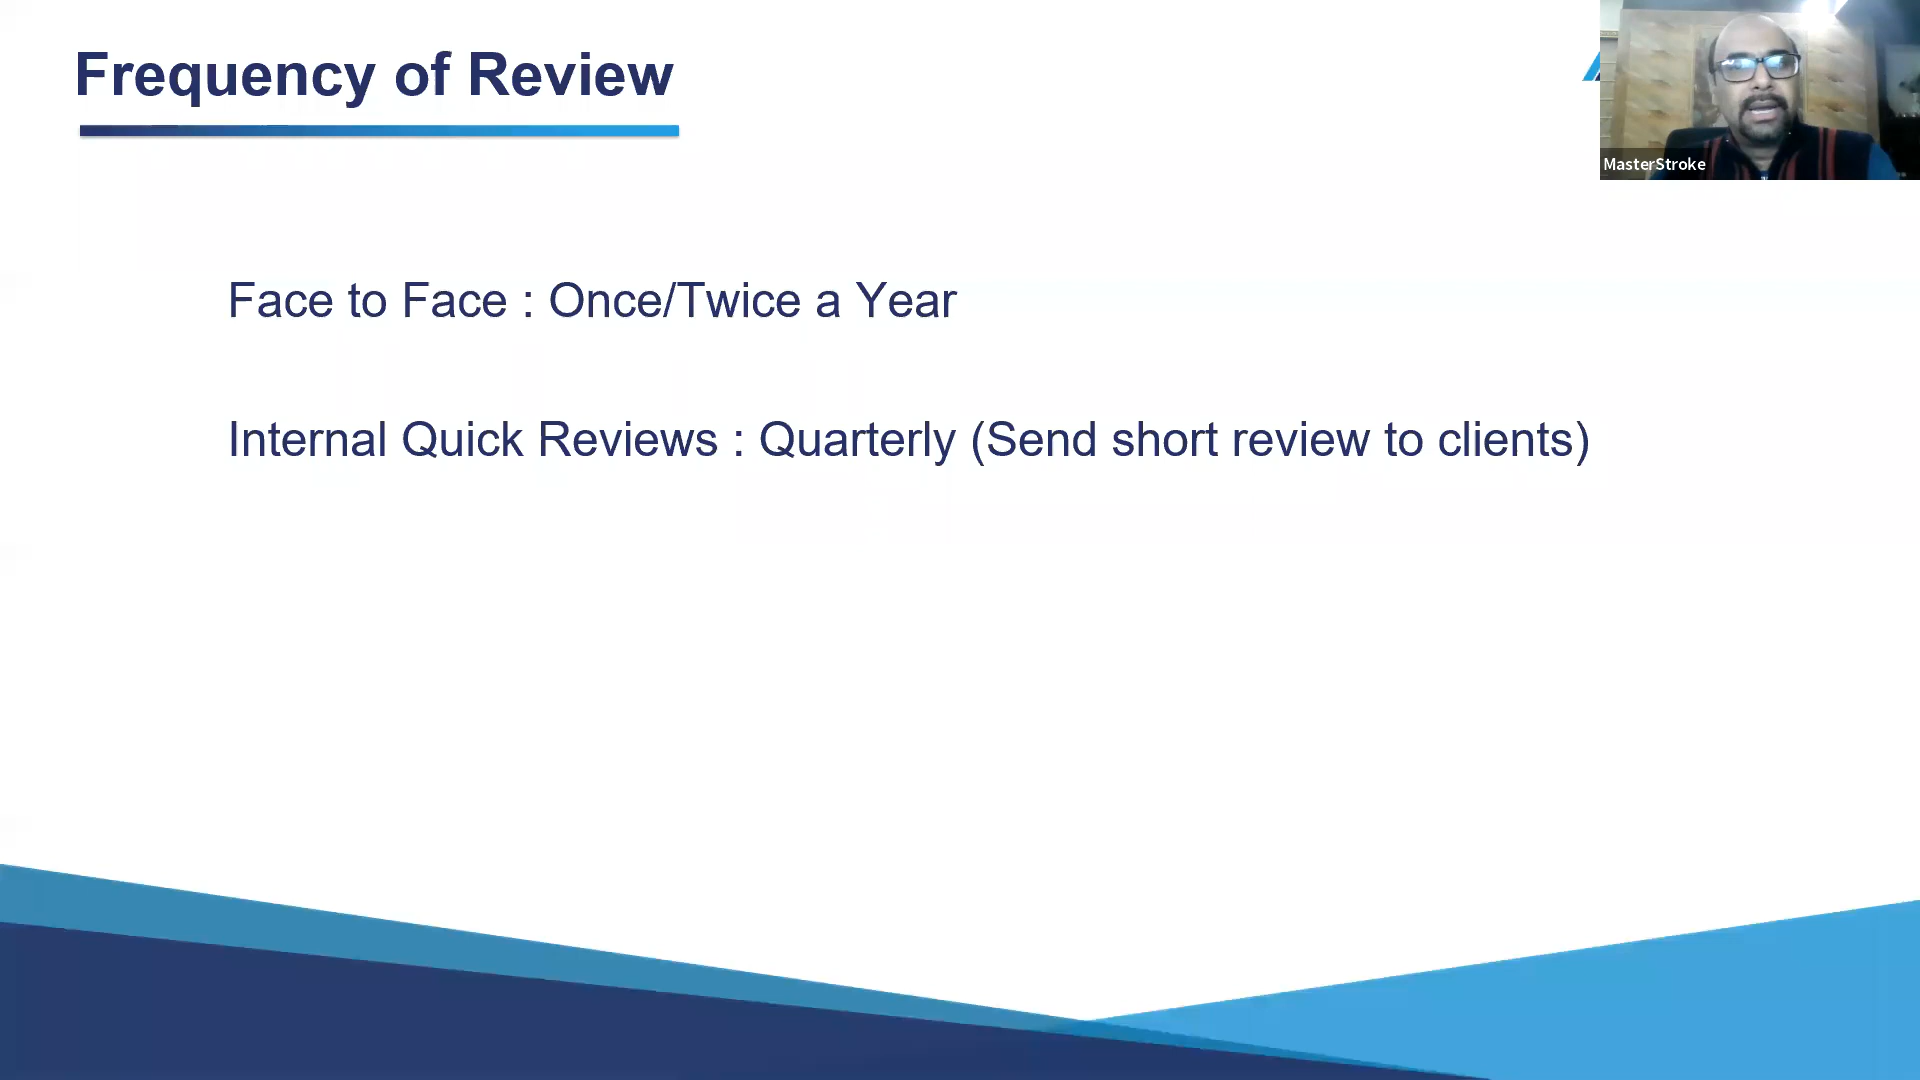 Frequency of Review
MasterStroke
Face to Face : Once/Twice a Year
Internal Quick Reviews : Quarterly (Send short review to clients)